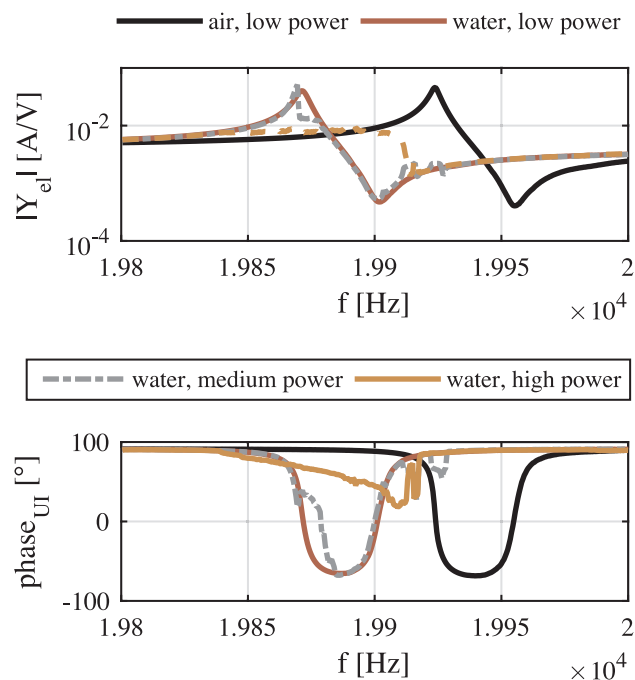 air, low power water, low power
10^-2
10^-4
|Y_el| [A/V]
1.98 1.985 1.99 1.995 2
f [Hz]
×10^4
water, medium power water, high power
100
0
-100
phase_UI [°]
1.98 1.985 1.99 1.995 2
f [Hz]
×10^4